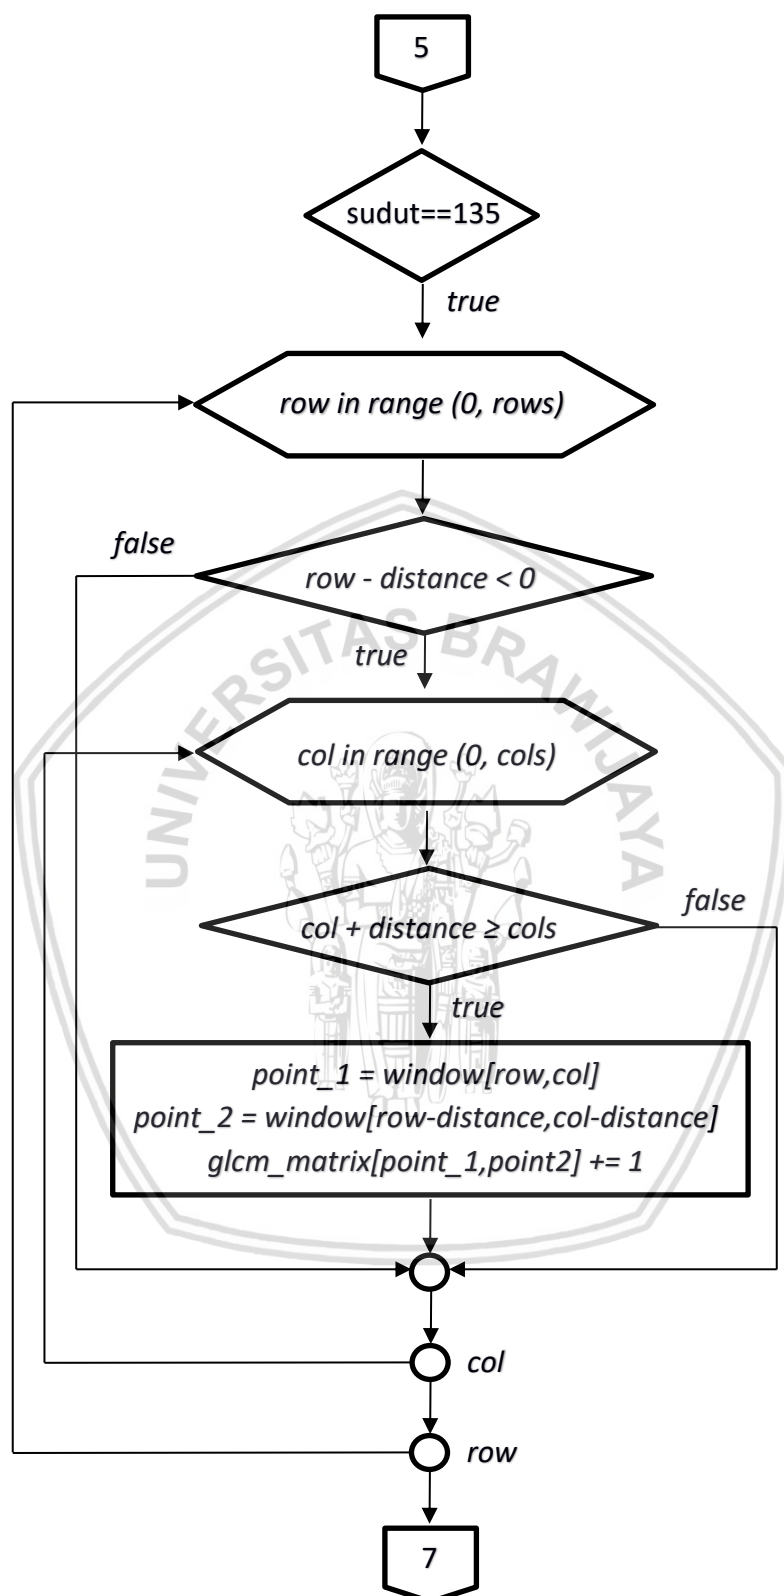 5
sudut==135
true
row in range (0, rows)
false
row - distance < 0
true
UNIVERSITAS BRAWIJAYA
col in range (0, cols)
col + distance ≥ cols
false
true
point_1 = window[row,col]
point_2 = window[row-distance,col-distance]
glcm_matrix[point_1,point2] += 1
col
row
7